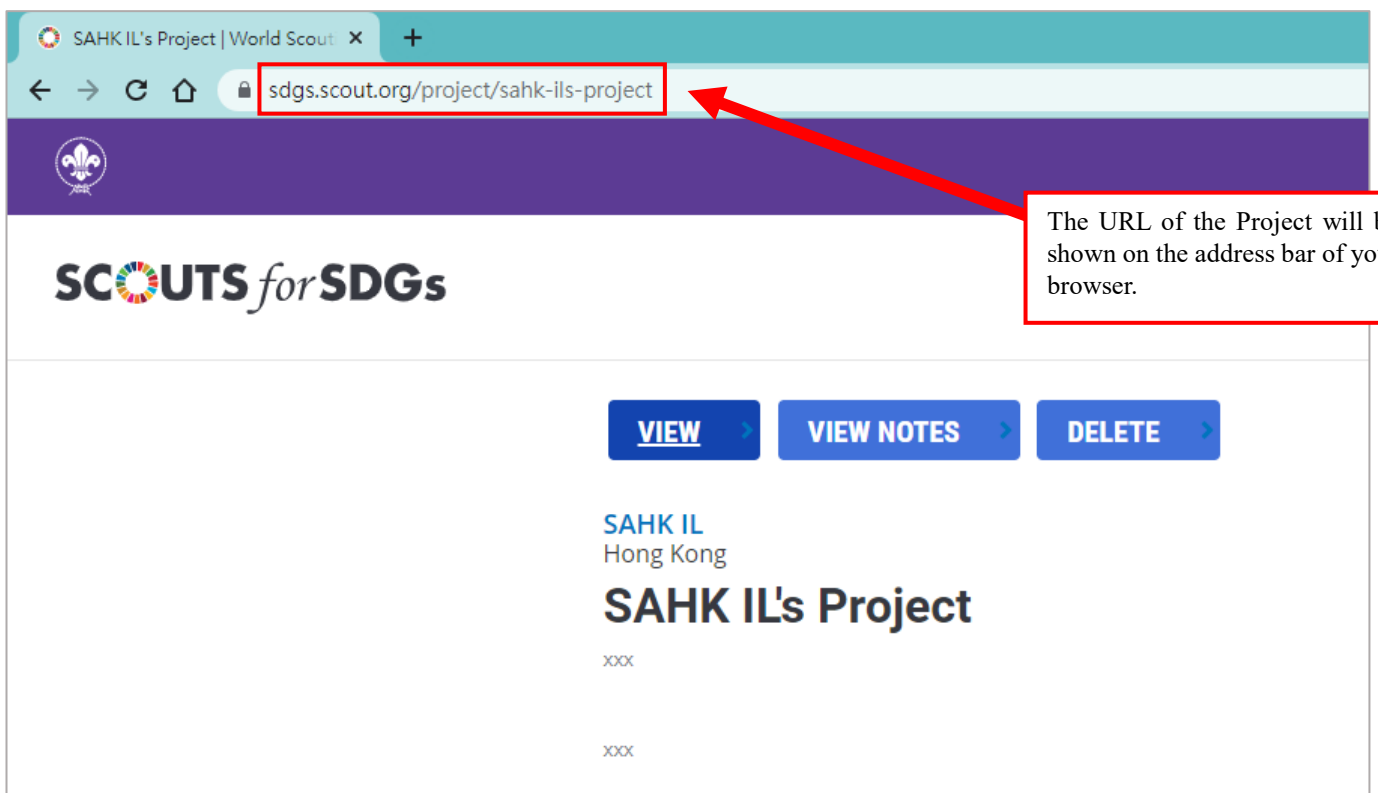 SAHK IL's Project | World Scout
sdgs.scout.org/project/sahk-ils-project
The URL of the Project will
shown on the address bar of
browser.
SCOUTS for SDGs
VIEW
VIEW NOTES
DELETE
SAHK IL
Hong Kong
SAHK IL's Project
xxx
xxx